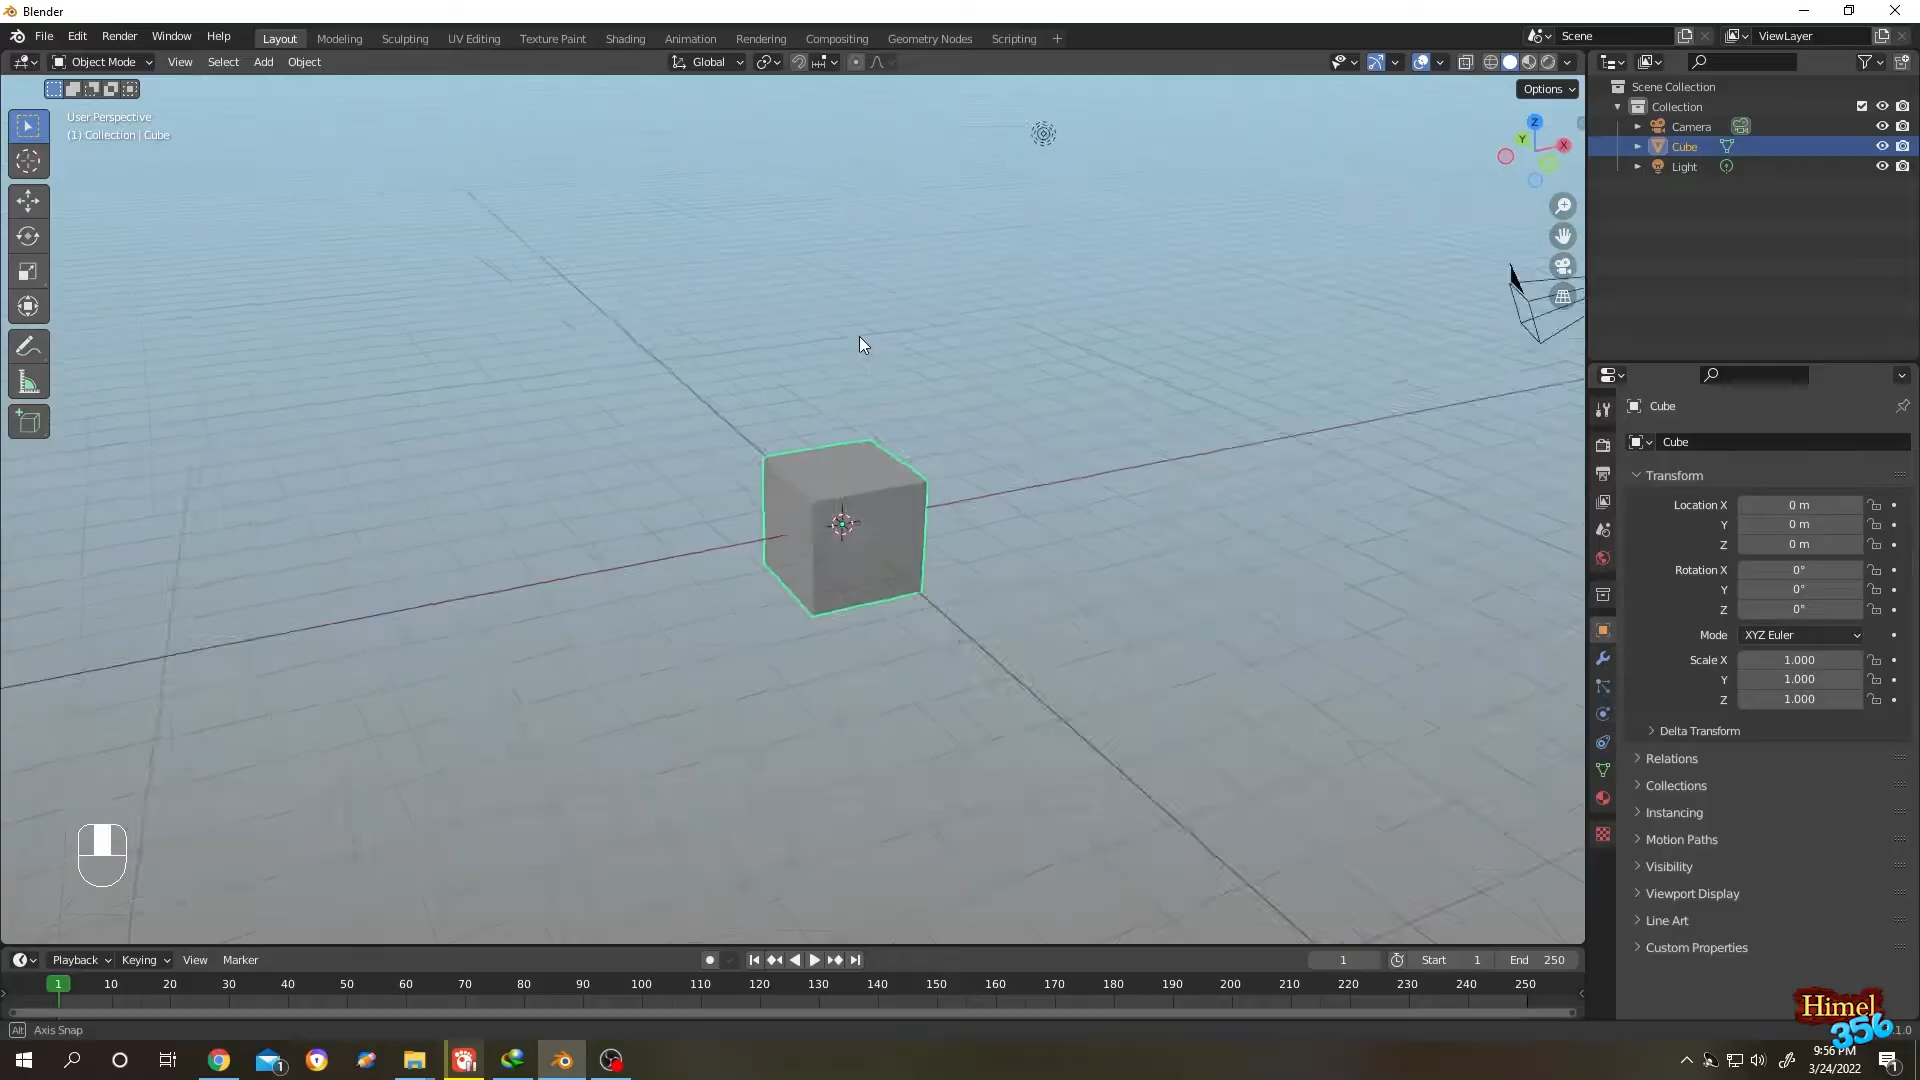 Blender
File Edit Render Window Help
Layout Modeling Sculpting UV Editing Texture Paint Shading Animation Rendering Compositing Geometry Nodes Scripting +
Scene
ViewLayer
Object Mode View Select Add Object
Global
Options
User Perspective
(1) Collection | Cube
Z
Y
X
Scene Collection
Collection
Camera
Cube
Light
Cube
Cube
Transform
Location X 0 m
Y 0 m
Z 0 m
Rotation X 0°
Y 0°
Z 0°
Mode XYZ Euler
Scale X 1.000
Y 1.000
Z 1.000
Delta Transform
Relations
Collections
Instancing
Motion Paths
Visibility
Viewport Display
Line Art
Custom Properties
Playback Keying View Marker
1 Start 1 End 250
1 10 20 30 40 50 60 70 80 90 100 110 120 130 140 150 160 170 180 190 200 210 220 230 240 250
Alt Axis Snap
Himel
356
1.0
1
9:56 PM
3/24/2022
1